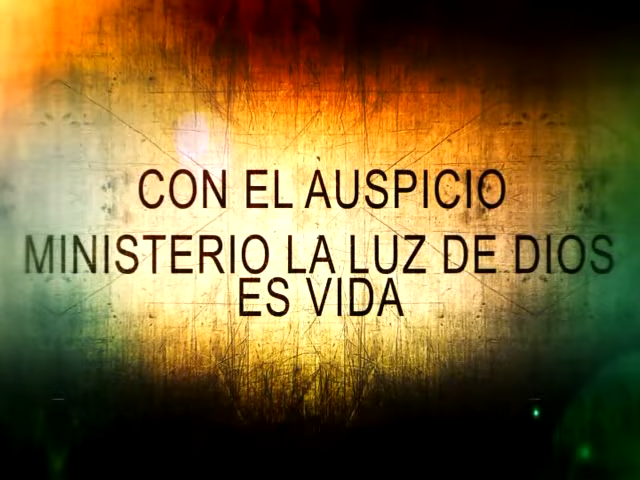 CON EL AUSPICIO
MINISTERIO LA LUZ DE DIOS
ES VIDA